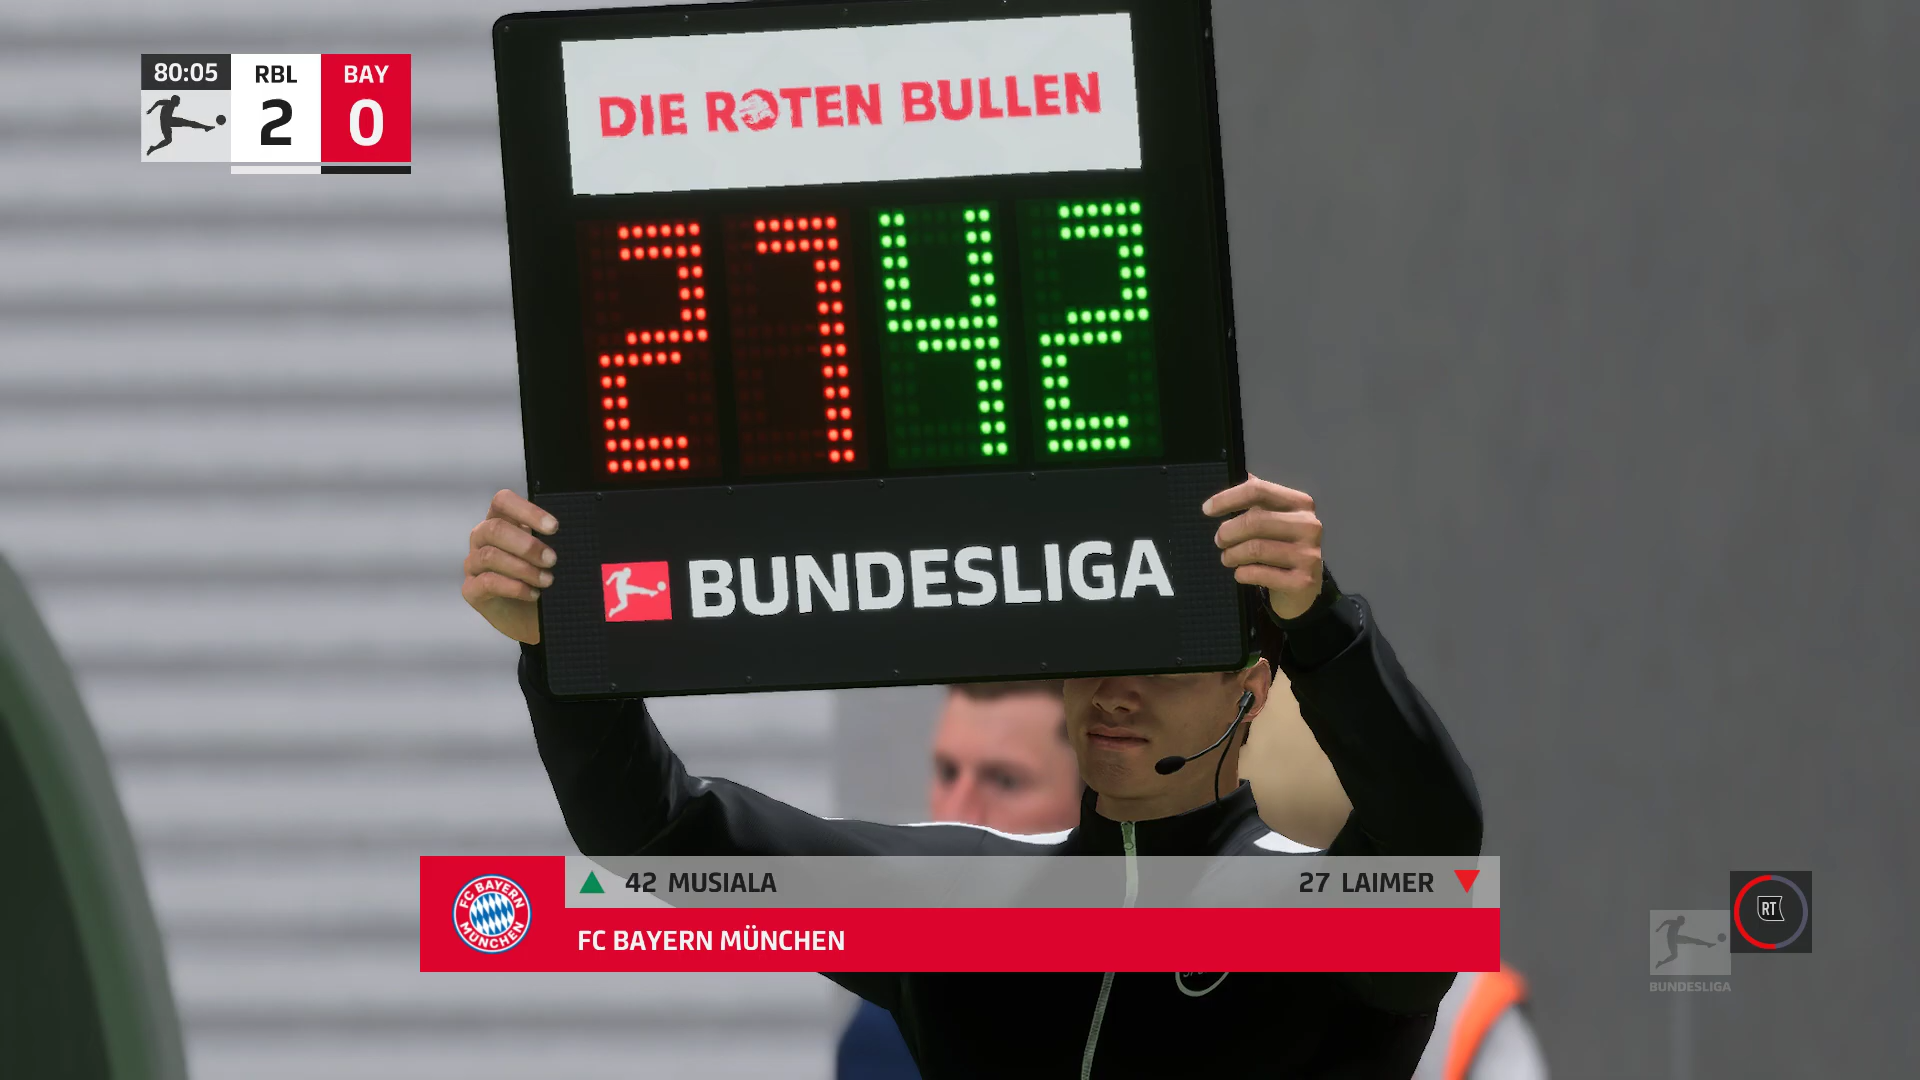 80:05 RBL BAY
2 0
DIE ROTEN BULLEN
27 42
BUNDESLIGA
42 MUSIALA 27 LAIMER
FC BAYERN MÜNCHEN
FC BAYERN
MÜNCHEN
RT
BUNDESLIGA